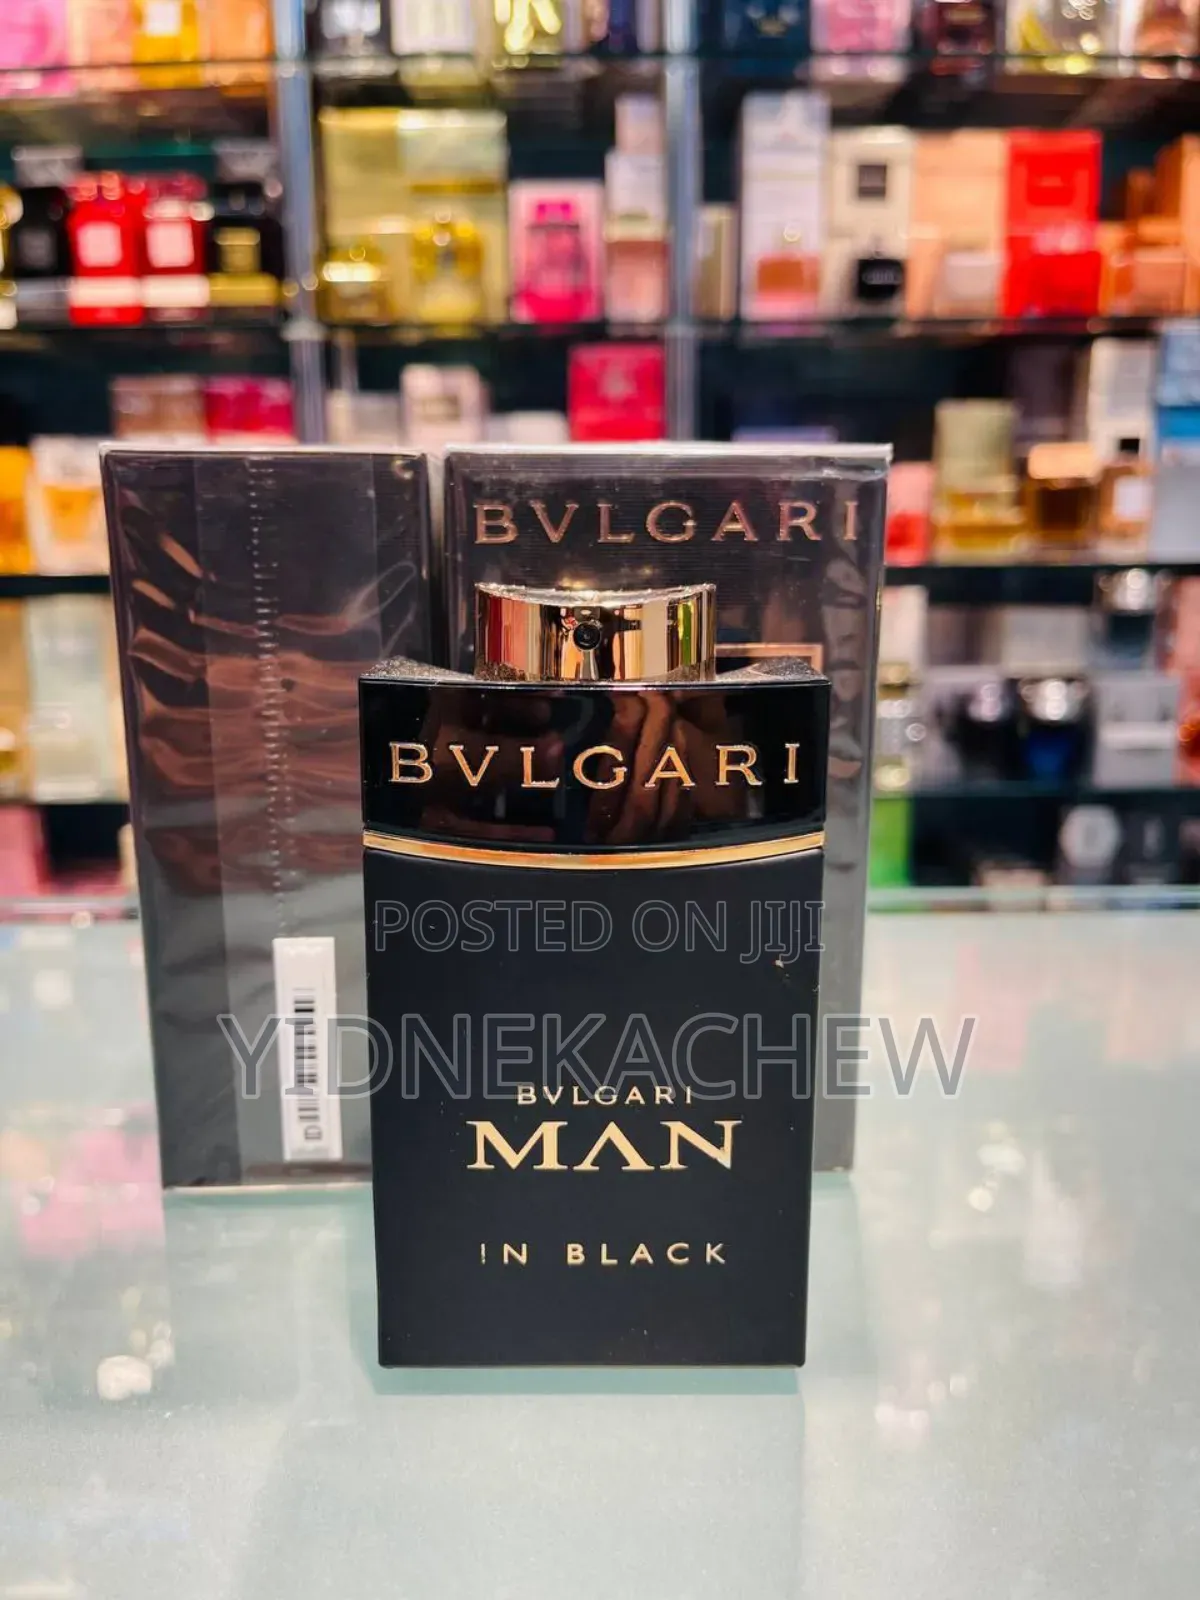 BVLGARI
BVLGARI
POSTED ON JIJI
YIDNEKACHEW
BVLGARI
MAN
IN BLACK